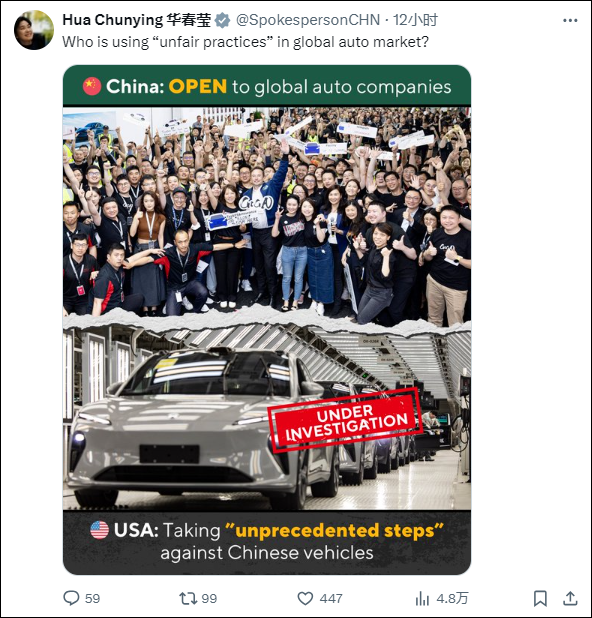 Hua Chunying 华春莹 @SpokespersonCHN · 12小时
Who is using “unfair practices” in global auto market?
China: OPEN to global auto companies
UNDER
INVESTIGATION
USA: Taking ”unprecedented steps”
against Chinese vehicles
59 99 447 4.8万